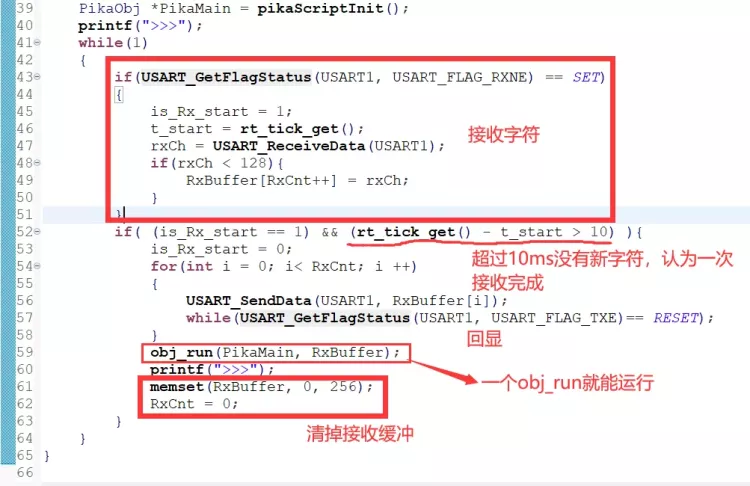 39 PikaObj *PikaMain = pikaScriptInit();
40 printf(">>>");
41 while(1)
42 {
43 if(USART_GetFlagStatus(USART1, USART_FLAG_RXNE) == SET)
44 {
45 is_Rx_start = 1;
46 t_start = rt_tick_get();
接收字符
47 rxCh = USART_ReceiveData(USART1);
48 if(rxCh < 128){
49 RxBuffer[RxCnt++] = rxCh;
50 }
51 }
52 if( (is_Rx_start == 1) && (rt_tick_get() - t_start > 10) ){
53 is_Rx_start = 0;
超过10ms没有新字符，认为一次
接收完成
54 for(int i = 0; i< RxCnt; i ++)
55 {
56 USART_SendData(USART1, RxBuffer[i]);
57 while(USART_GetFlagStatus(USART1, USART_FLAG_TXE)== RESET);
回显
58 }
59 obj_run(PikaMain, RxBuffer);
60 printf(">>>");
一个obj_run就能运行
61 memset(RxBuffer, 0, 256);
62 RxCnt = 0;
清掉接收缓冲
63 }
64 }
65 }
66